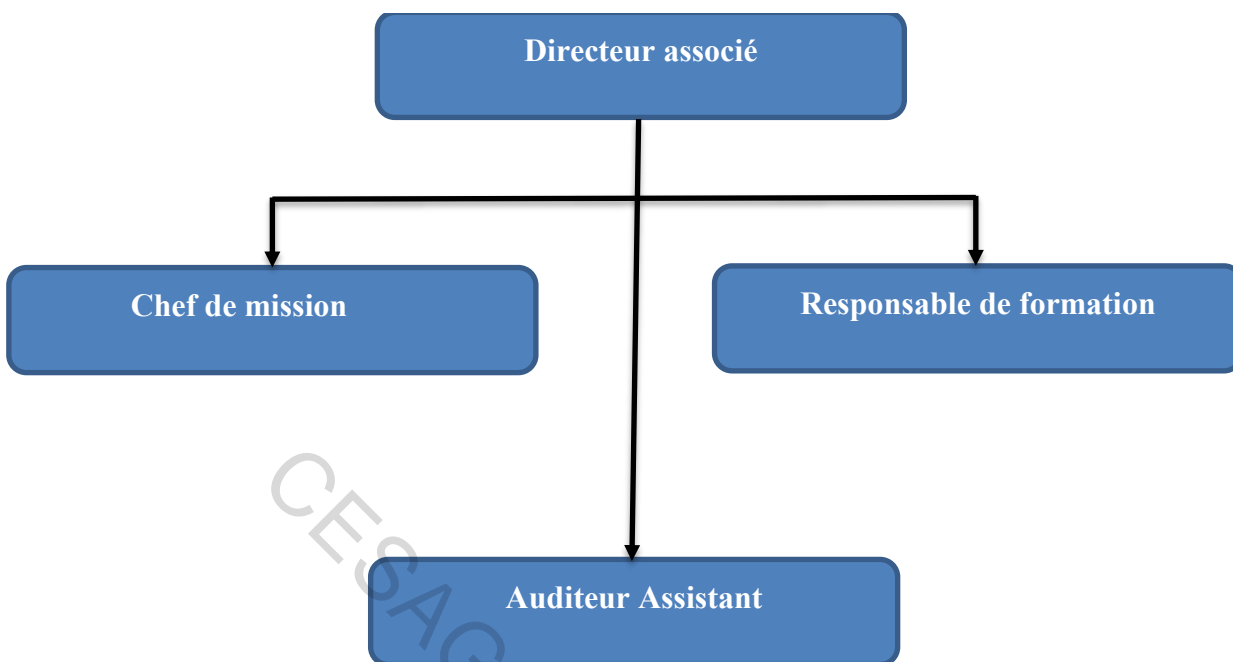 Directeur associé
Chef de mission
Responsable de formation
Auditeur Assistant
CESAG